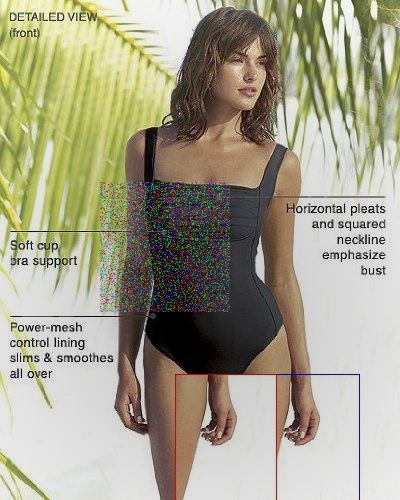 DETAILED VIEW
(front)
Horizontal pleats
and squared
neckline
emphasize
bust
Soft cup
bra support
Power-mesh
control lining
slims & smoothes
all over